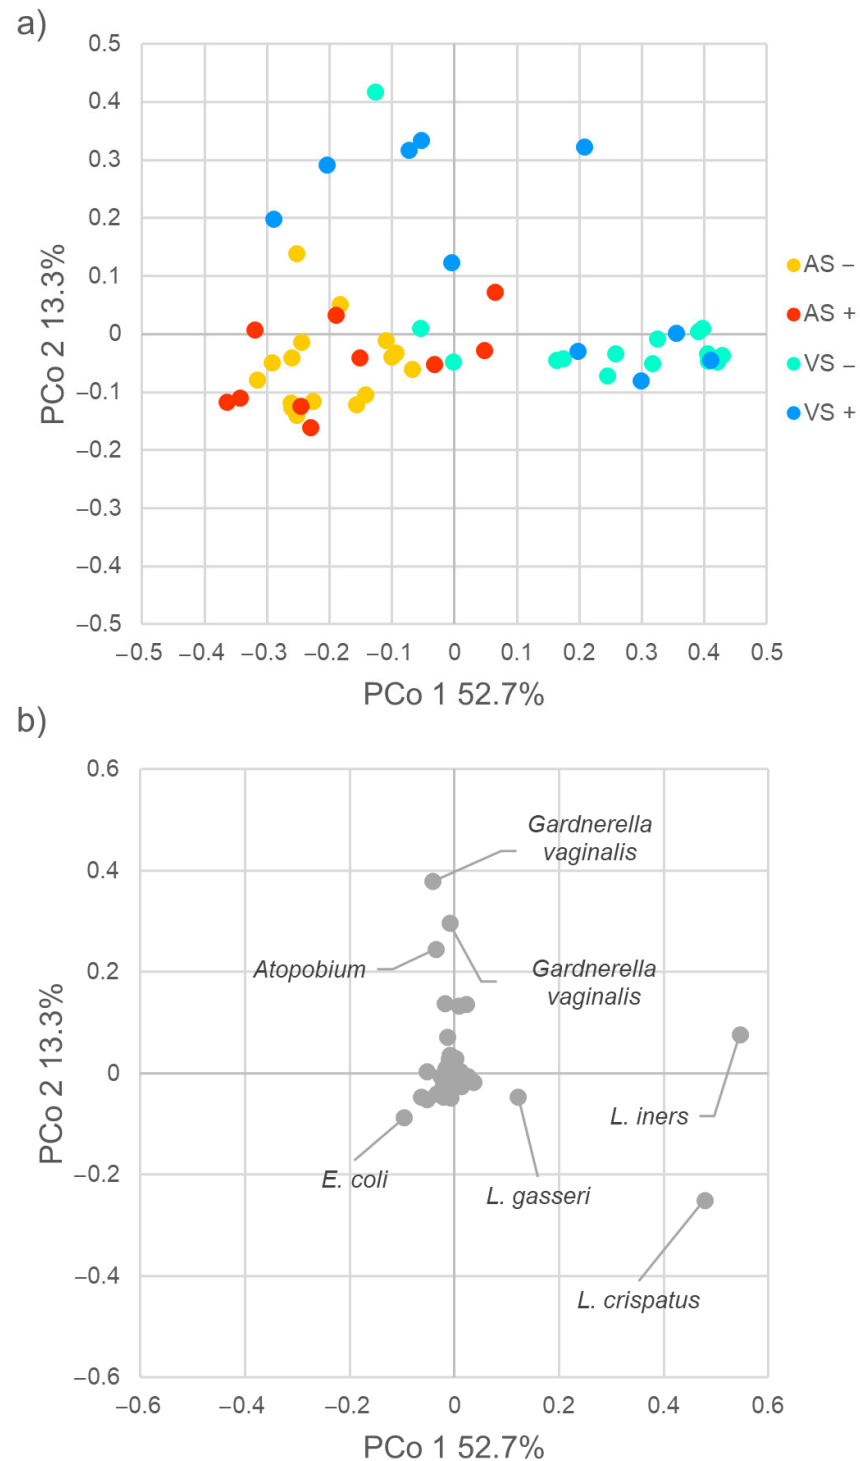 a)
0.5
0.4
0.3
0.2
0.1
0
−0.1
−0.2
−0.3
−0.4
−0.5
PCo 2 13.3%
−0.5 −0.4 −0.3 −0.2 −0.1 0 0.1 0.2 0.3 0.4 0.5
PCo 1 52.7%
AS −
AS +
VS −
VS +
b)
0.6
0.4
0.2
0
−0.2
−0.4
−0.6
PCo 2 13.3%
Gardnerella
vaginalis
Atopobium
Gardnerella
vaginalis
L. iners
E. coli
L. gasseri
L. crispatus
−0.6 −0.4 −0.2 0 0.2 0.4 0.6
PCo 1 52.7%